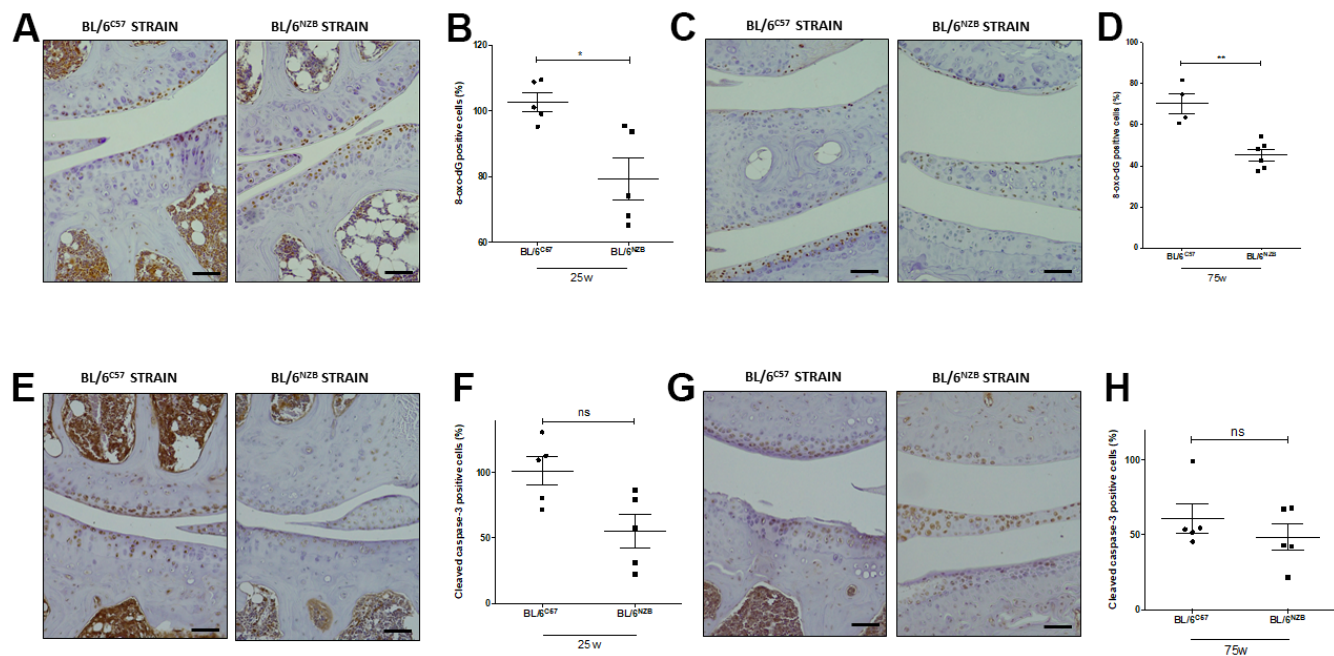 A
BL/6C57 STRAIN
BL/6NZB STRAIN
B
8-oxo-dG positive cells (%)
120
100
80
60
*
BL/6C57
BL/6NZB
25w
C
BL/6C57 STRAIN
BL/6NZB STRAIN
D
8-oxo-dG positive cells (%)
100
80
60
40
20
0
**
BL/6C57
BL/6NZB
75w
E
BL/6C57 STRAIN
BL/6NZB STRAIN
F
Cleaved caspase-3 positive cells (%)
100
50
0
ns
BL/6C57
BL/6NZB
25w
G
BL/6C57 STRAIN
BL/6NZB STRAIN
H
Cleaved caspase-3 positive cells (%)
100
50
0
ns
BL/6C57
BL/6NZB
75w